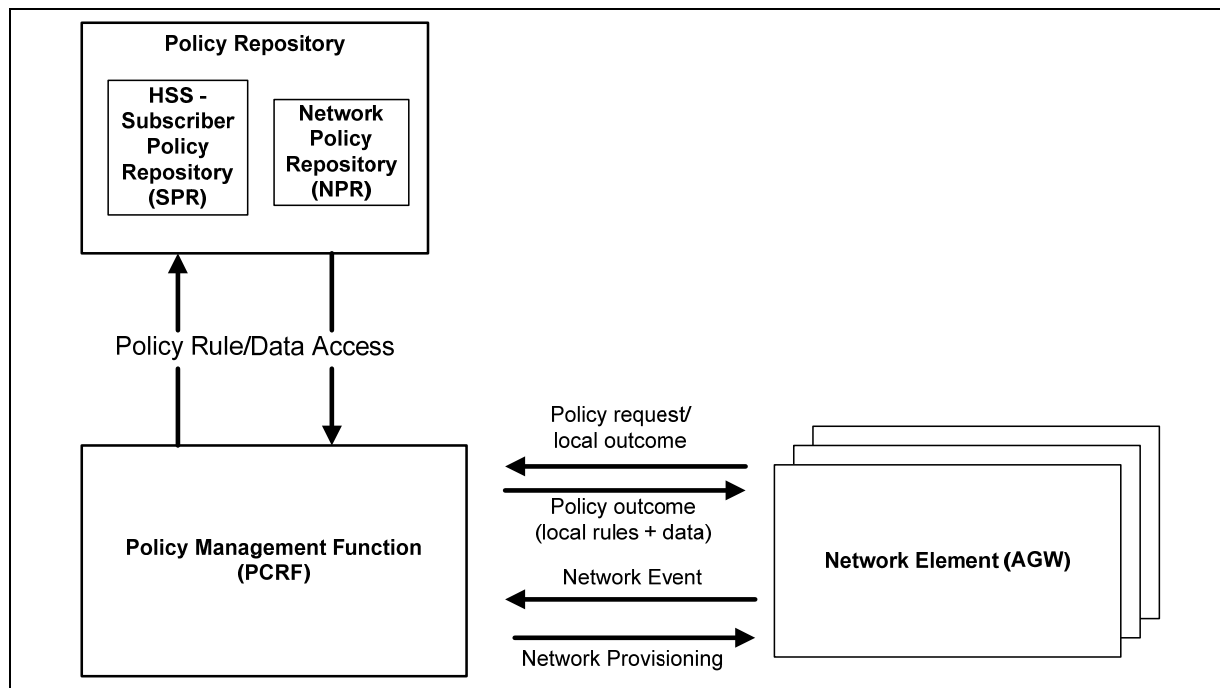 Policy Repository
HSS -
Subscriber
Policy
Repository
(SPR)
Network
Policy
Repository
(NPR)
Policy Rule/Data Access
Policy request/
local outcome
Policy outcome
(local rules + data)
Policy Management Function
(PCRF)
Network Element (AGW)
Network Event
Network Provisioning